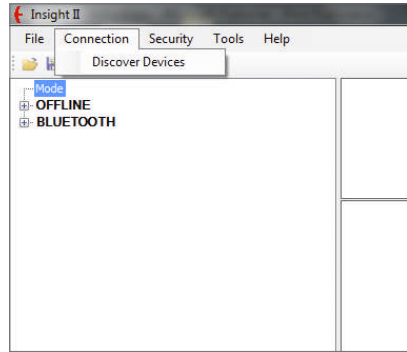 Insight II
File Connection Security Tools Help
Discover Devices
Mode
OFFLINE
BLUETOOTH